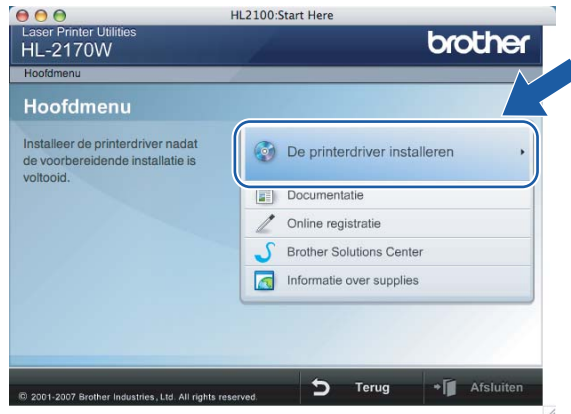 HL2100:Start Here
Laser Printer Utilities
HL-2170W
brother
Hoofdmenu
Hoofdmenu
Installeer de printerdriver nadat
de voorbereidende installatie is
voltooid.
De printerdriver installeren
Documentatie
Online registratie
Brother Solutions Center
Informatie over supplies
© 2001-2007 Brother Industries, Ltd. All rights reserved.
Terug
Afsluiten